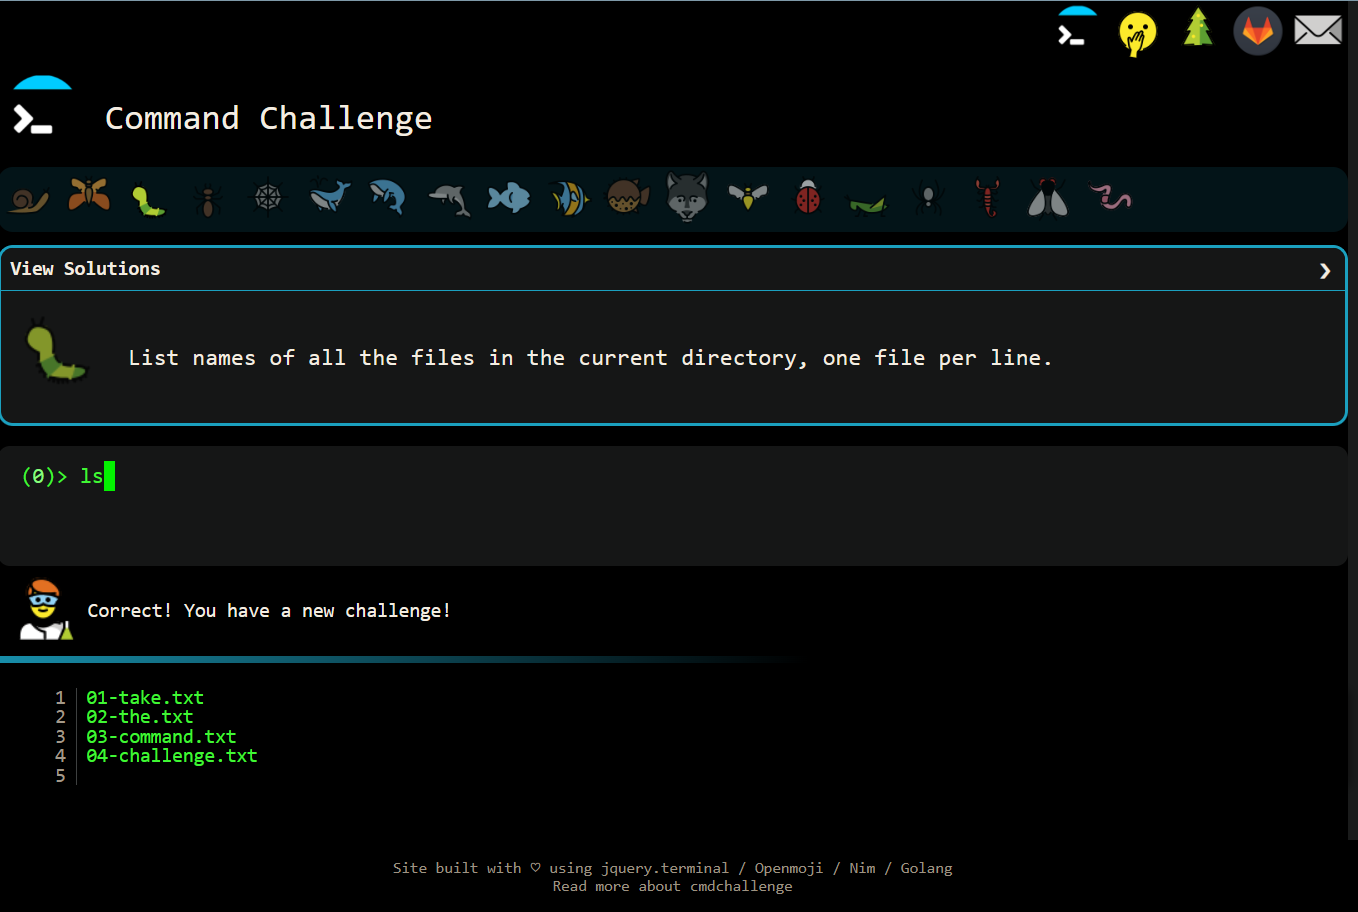 Command Challenge
View Solutions
List names of all the files in the current directory, one file per line.
(0)> ls
Correct! You have a new challenge!
1 01-take.txt
2 02-the.txt
3 03-command.txt
4 04-challenge.txt
5
Site built with ♡ using jquery.terminal / Openmoji / Nim / Golang
Read more about cmdchallenge